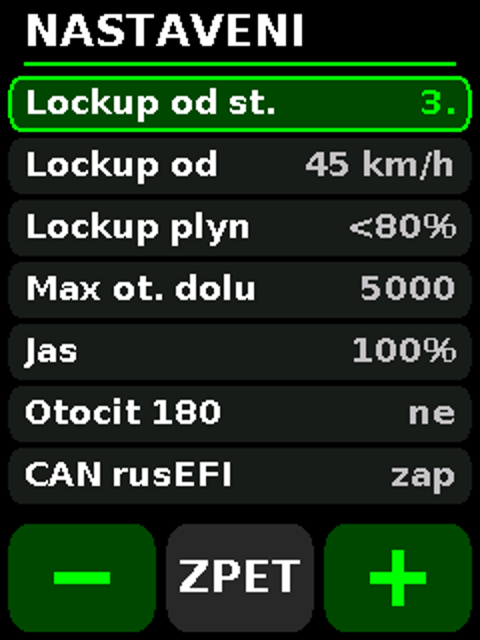 NASTAVENI
Lockup od st. 3.
Lockup od 45 km/h
Lockup plyn <80%
Max ot. dolu 5000
Jas 100%
Otocit 180 ne
CAN rusEFI zap
− ZPET +